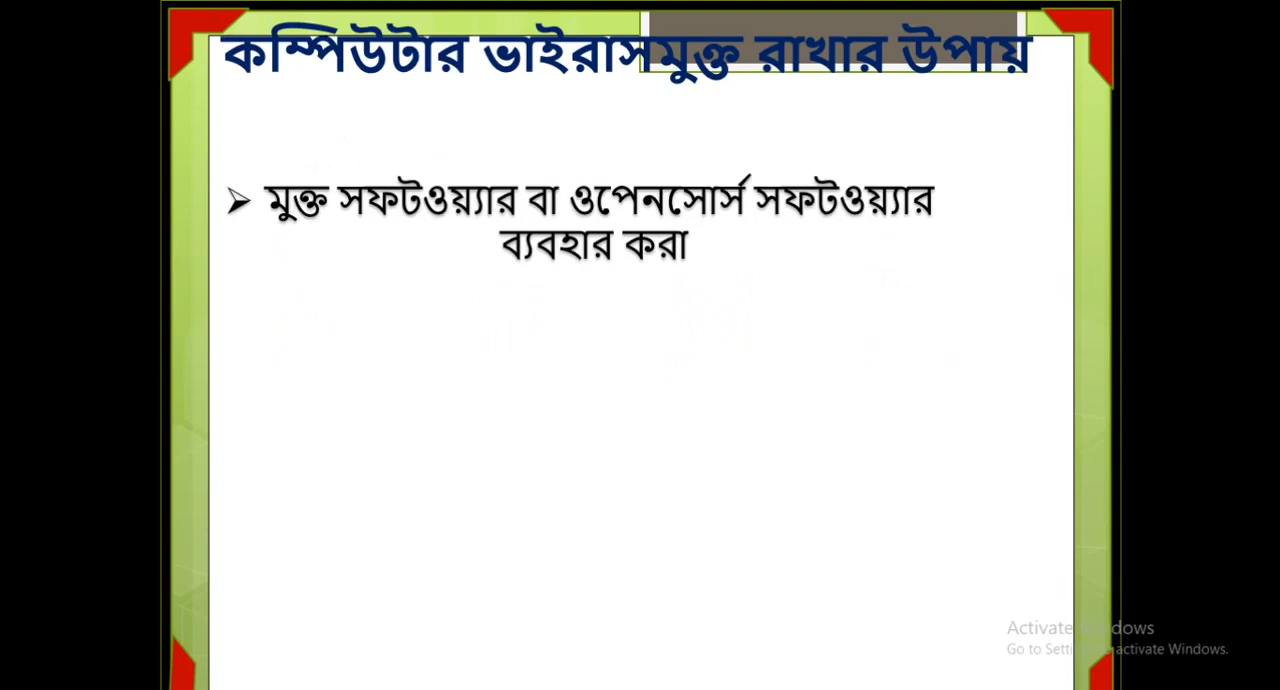 কম্পিউটার ভাইরাসমুক্ত রাখার উপায়
➢ মুক্ত সফটওয়্যার বা ওপেনসোর্স সফটওয়্যার
ব্যবহার করা
Activate Windows
Go to Settings to activate Windows.